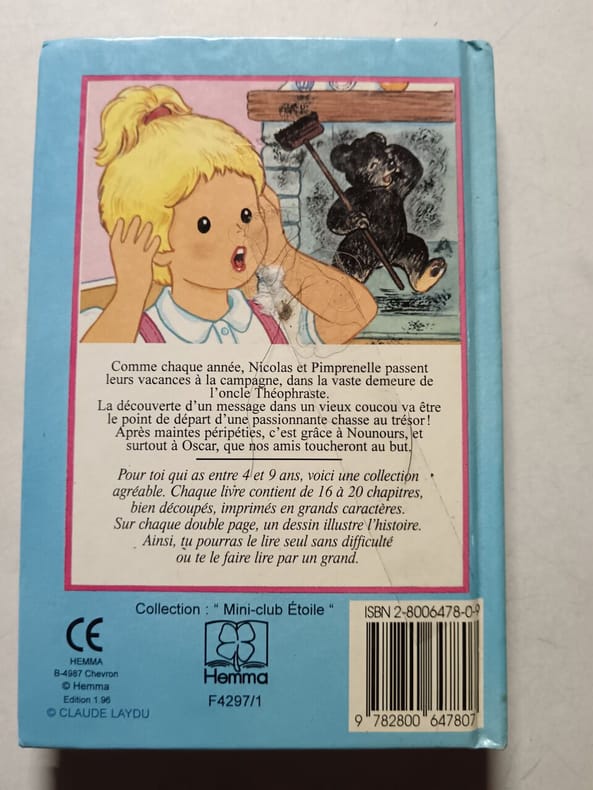 Comme chaque année, Nicolas et Pimprenelle passent
leurs vacances à la campagne, dans la vaste demeure de
l'oncle Théophraste.
La découverte d'un message dans un vieux coucou va être
le point de départ d'une passionnante chasse au trésor !
Après maintes péripéties, c'est grâce à Nounours, et
surtout à Oscar, que nos amis toucheront au but.
Pour toi qui as entre 4 et 9 ans, voici une collection
agréable. Chaque livre contient de 16 à 20 chapitres,
bien découpés, imprimés en grands caractères.
Sur chaque double page, un dessin illustre l'histoire.
Ainsi, tu pourras le lire seul sans difficulté
ou te le faire lire par un grand.
Collection : " Mini-club Étoile "
CE
HEMMA
B-4987 Chevron
© Hemma
Edition 1.96
© CLAUDE LAYDU
Hemma
F4297/1
ISBN 2-8006478-0-9
9 782800 647807